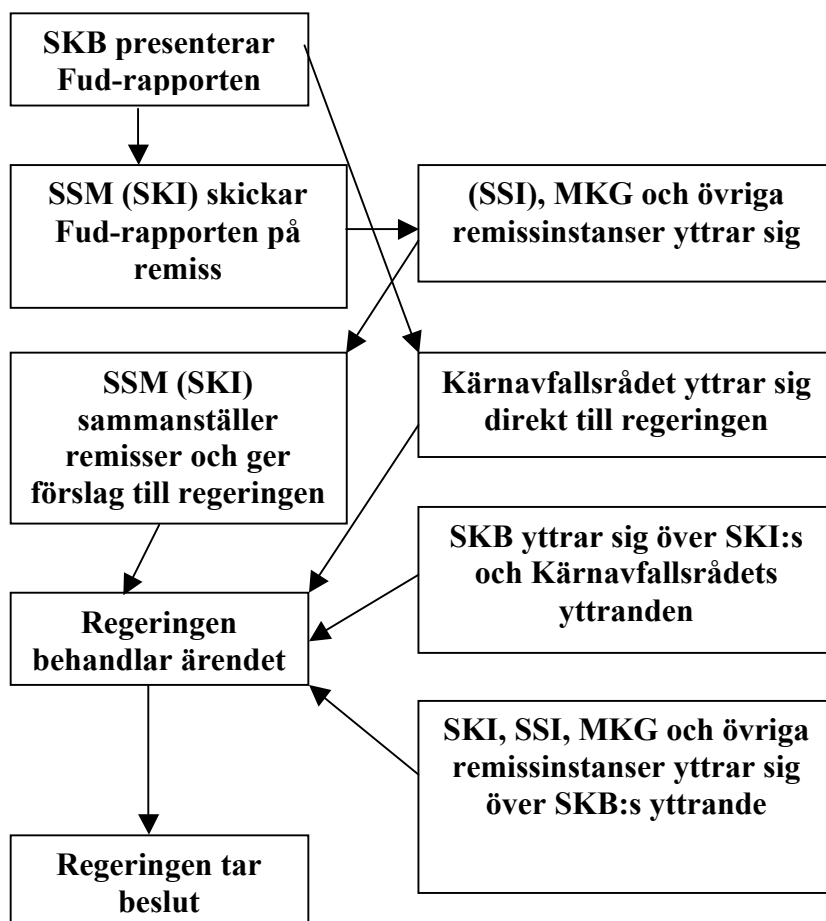 SKB presenterar
Fud-rapporten
SSM (SKI) skickar
Fud-rapporten på
remiss
(SSI), MKG och övriga
remissinstanser yttrar sig
SSM (SKI)
sammanställer
remisser och ger
förslag till regeringen
Kärnavfallsrådet yttrar sig
direkt till regeringen
SKB yttrar sig över SKI:s
och Kärnavfallsrådets
yttranden
Regeringen
behandlar ärendet
SKI, SSI, MKG och övriga
remissinstanser yttrar sig
över SKB:s yttrande
Regeringen tar
beslut